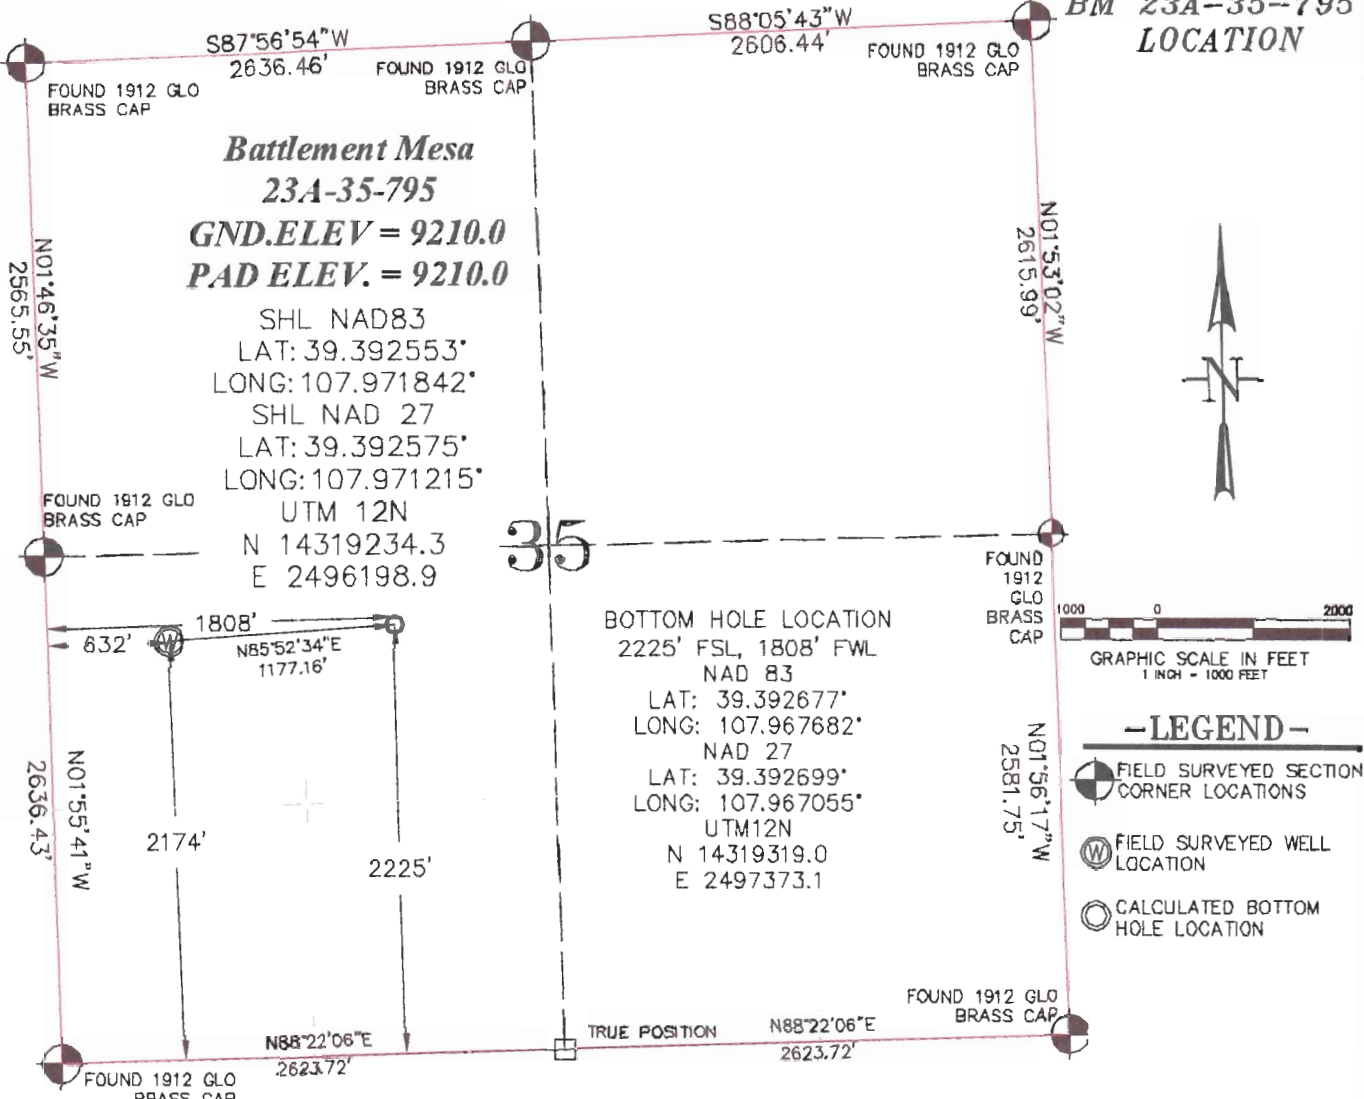 BM 23A-35-795
LOCATION
S87°56'54"W
2636.46'
S88°05'43"W
2606.44'
FOUND 1912 GLO
BRASS CAP
FOUND 1912 GLO
BRASS CAP
FOUND 1912 GLO
BRASS CAP
Battlement Mesa
23A-35-795
GND.ELEV = 9210.0
PAD ELEV. = 9210.0
SHL NAD83
LAT: 39.392553°
LONG: 107.971842°
SHL NAD 27
LAT: 39.392575°
LONG: 107.971215°
UTM 12N
N 14319234.3
E 2496198.9
N01°46'35"W
2565.55'
N01°53'02"W
2615.99'
N
FOUND 1912 GLO
BRASS CAP
35
FOUND
1912
GLO
BRASS
CAP
1000 0 2000
GRAPHIC SCALE IN FEET
1 INCH = 1000 FEET
1808'
632'
W
N85°52'34"E
1177.16'
BOTTOM HOLE LOCATION
2225' FSL, 1808' FWL
NAD 83
LAT: 39.392677°
LONG: 107.967682°
NAD 27
LAT: 39.392699°
LONG: 107.967055°
UTM12N
N 14319319.0
E 2497373.1
N01°55'41"W
2636.43'
2174'
2225'
N01°56'17"W
2581.75'
-LEGEND-
FIELD SURVEYED SECTION
CORNER LOCATIONS
W
FIELD SURVEYED WELL
LOCATION
CALCULATED BOTTOM
HOLE LOCATION
FOUND 1912 GLO
BRASS CAP
N88°22'06"E
2623.72'
TRUE POSITION
N88°22'06"E
2623.72'
FOUND 1912 GLO
BRASS CAP